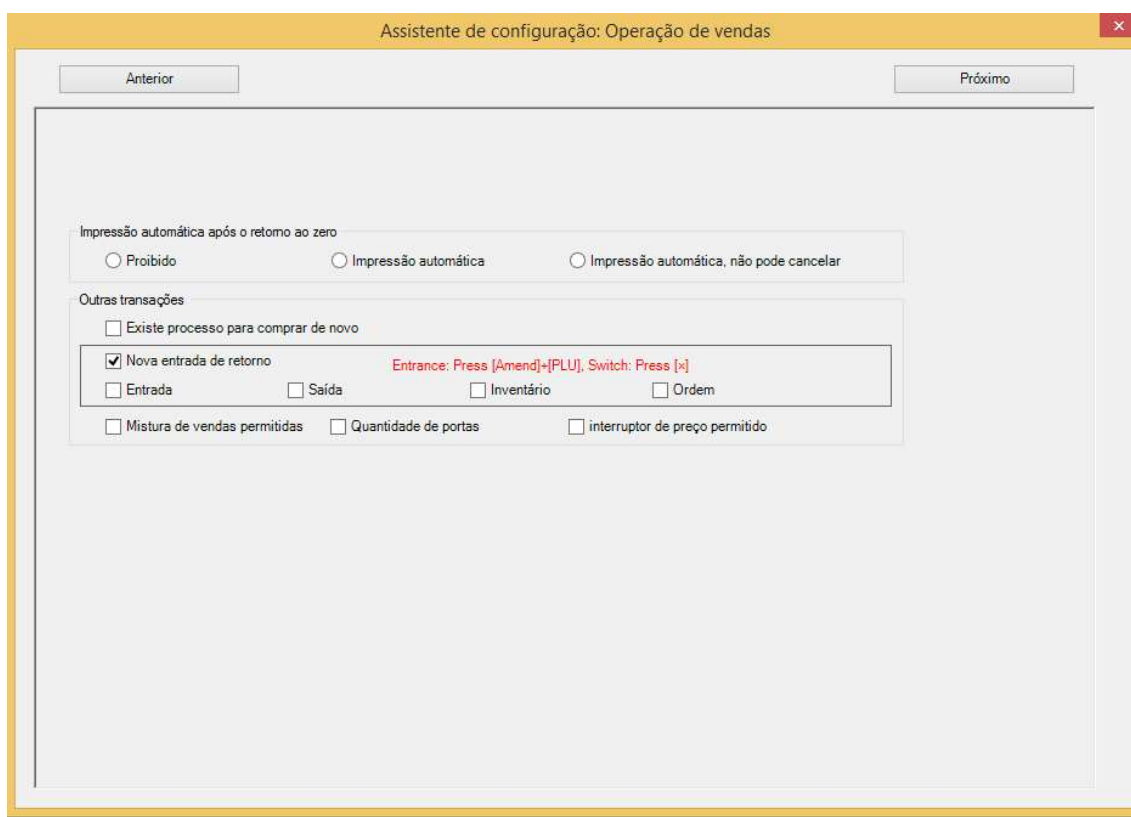 Assistente de configuração: Operação de vendas
×
Anterior Próximo
Impressão automática após o retorno ao zero
Proibido Impressão automática Impressão automática, não pode cancelar
Outras transações
Existe processo para comprar de novo
Nova entrada de retorno Entrance: Press [Amend]+[PLU], Switch: Press [×]
Entrada Saída Inventário Ordem
Mistura de vendas permitidas Quantidade de portas interruptor de preço permitido